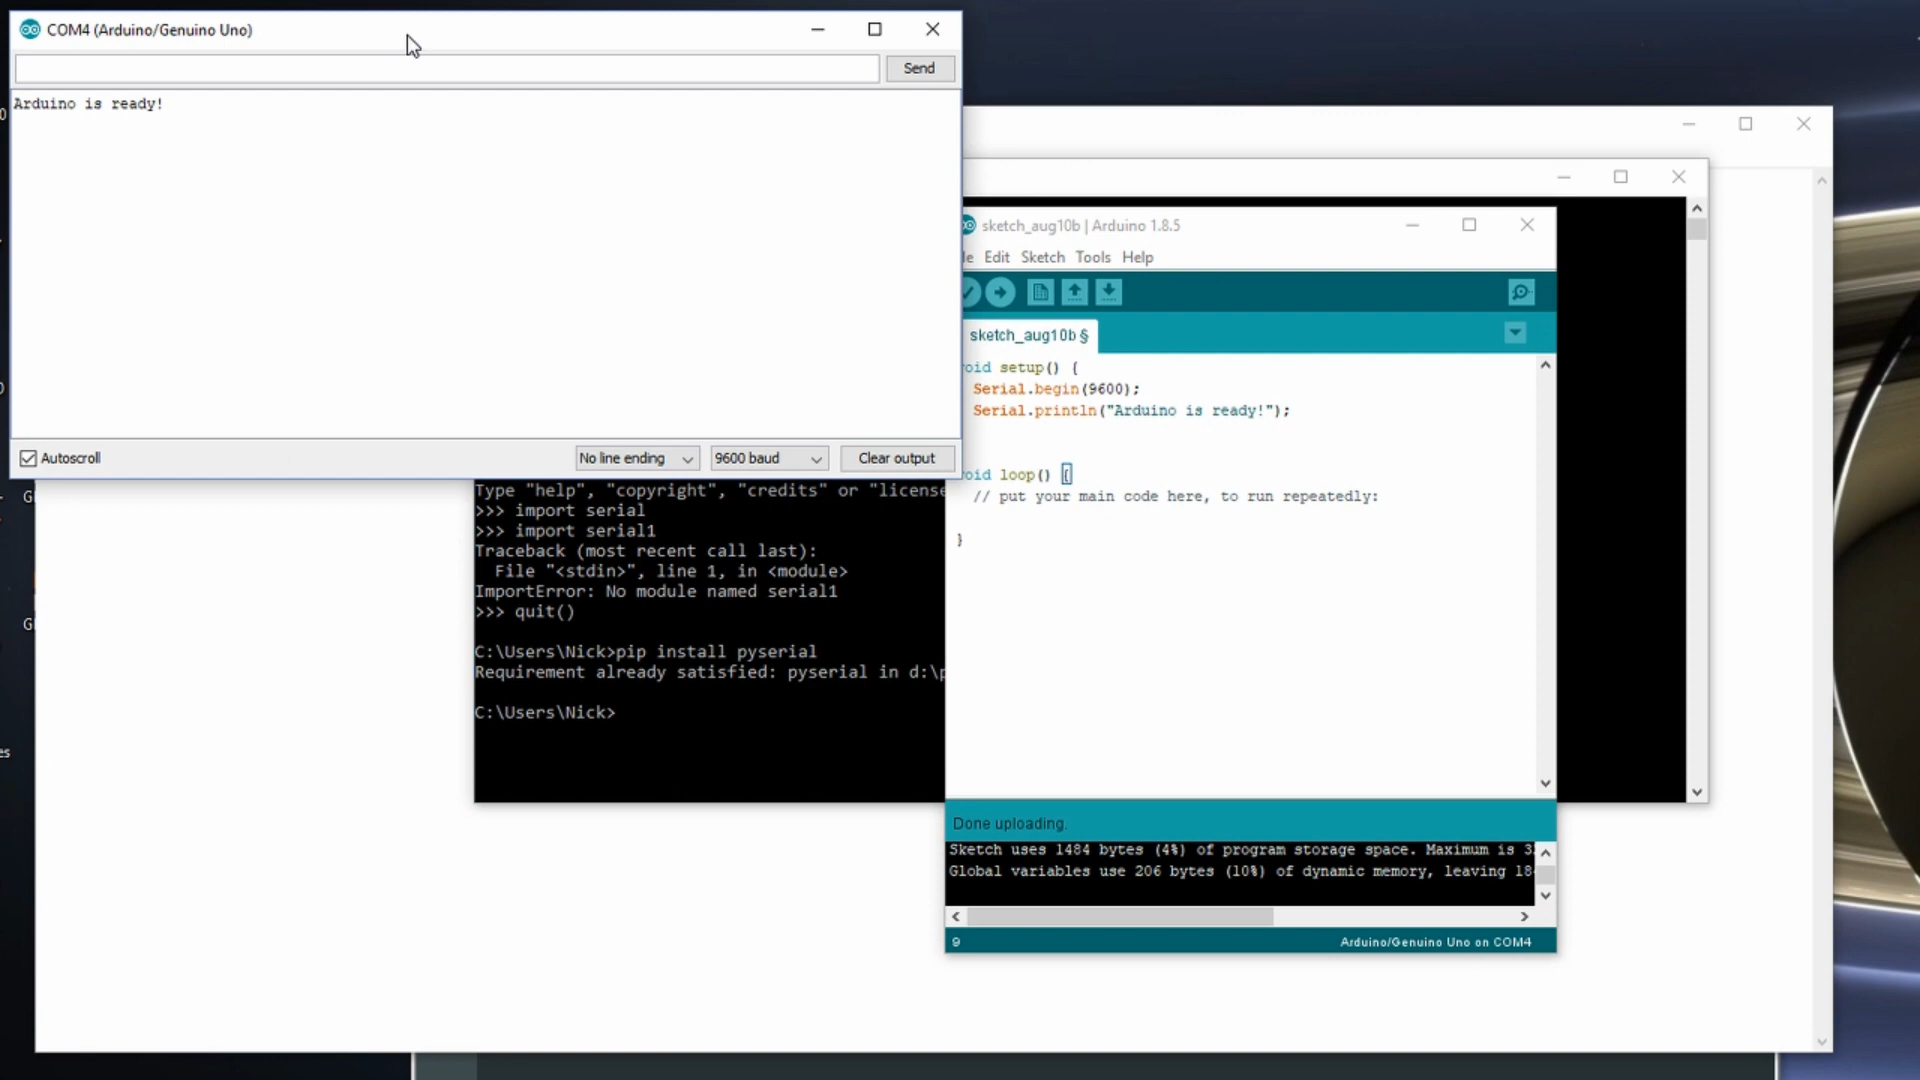 COM4 (Arduino/Genuino Uno)
Send
Arduino is ready!
Autoscroll
No line ending
9600 baud
Clear output
sketch_aug10b | Arduino 1.8.5
Edit Sketch Tools Help
sketch_aug10b §
oid setup() {
Serial.begin(9600);
Serial.println("Arduino is ready!");
oid loop() {
// put your main code here, to run repeatedly:
}
Type "help", "copyright", "credits" or "license
>>> import serial
>>> import serial1
Traceback (most recent call last):
File "<stdin>", line 1, in <module>
ImportError: No module named serial1
>>> quit()
C:\Users\Nick>pip install pyserial
Requirement already satisfied: pyserial in d:\p
C:\Users\Nick>
Done uploading.
Sketch uses 1484 bytes (4%) of program storage space. Maximum is 3
Global variables use 206 bytes (10%) of dynamic memory, leaving 18
9
Arduino/Genuino Uno on COM4